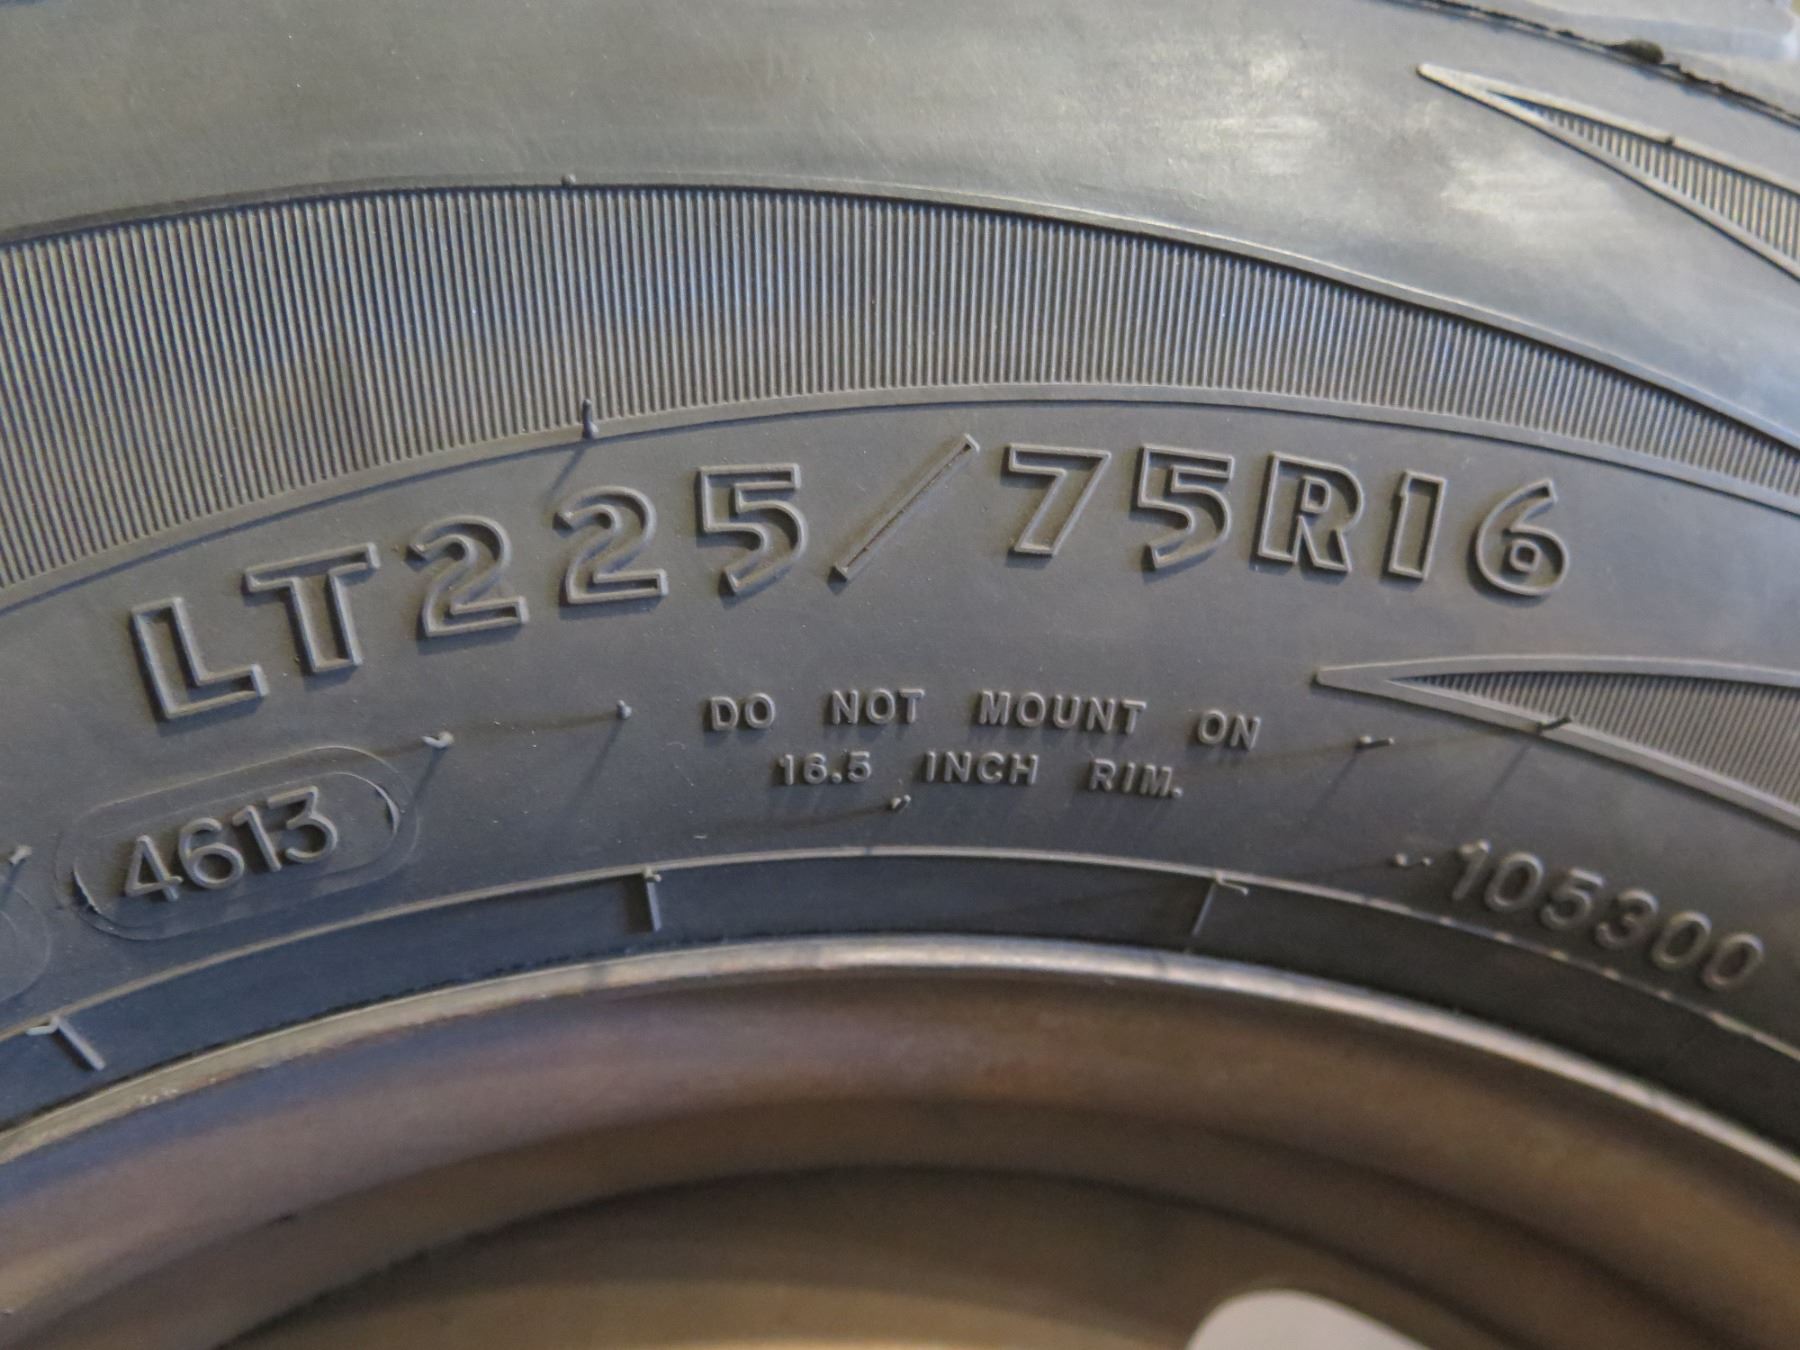 LT225/75R16
DO NOT MOUNT ON
16.5 INCH RIM.
4613
105300